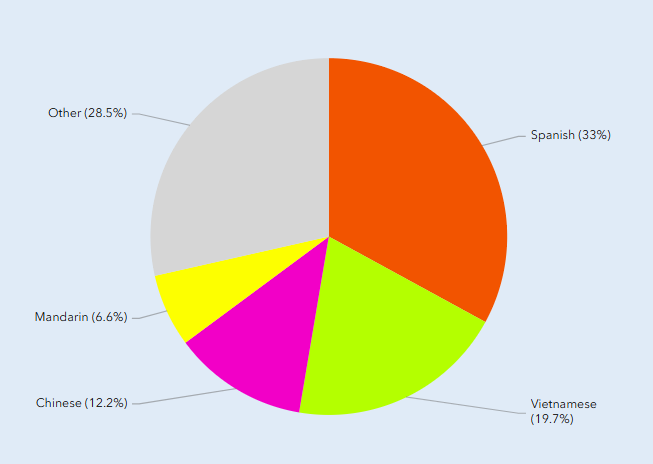 Other (28.5%)
Spanish (33%)
Mandarin (6.6%)
Chinese (12.2%)
Vietnamese
(19.7%)